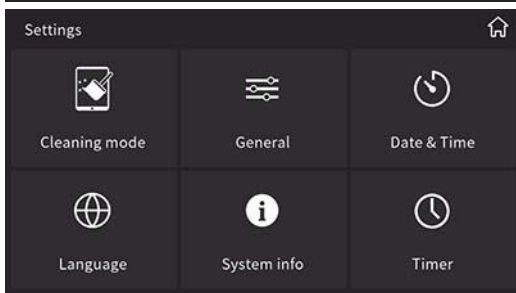 Settings
Cleaning mode
General
Date & Time
Language
System info
Timer